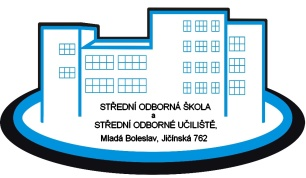 STŘEDNÍ ODBORNÁ ŠKOLA
a
STŘEDNÍ ODBORNÉ UČILIŠTĚ,
Mladá Boleslav, Jičínská 762